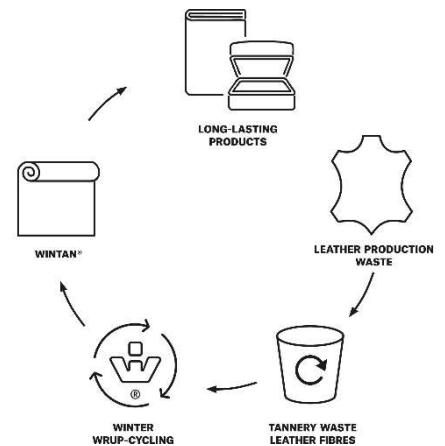 LONG-LASTING
PRODUCTS
LEATHER PRODUCTION
WASTE
TANNERY WASTE
LEATHER FIBRES
WINTER
WRUP-CYCLING
®
WINTAN®